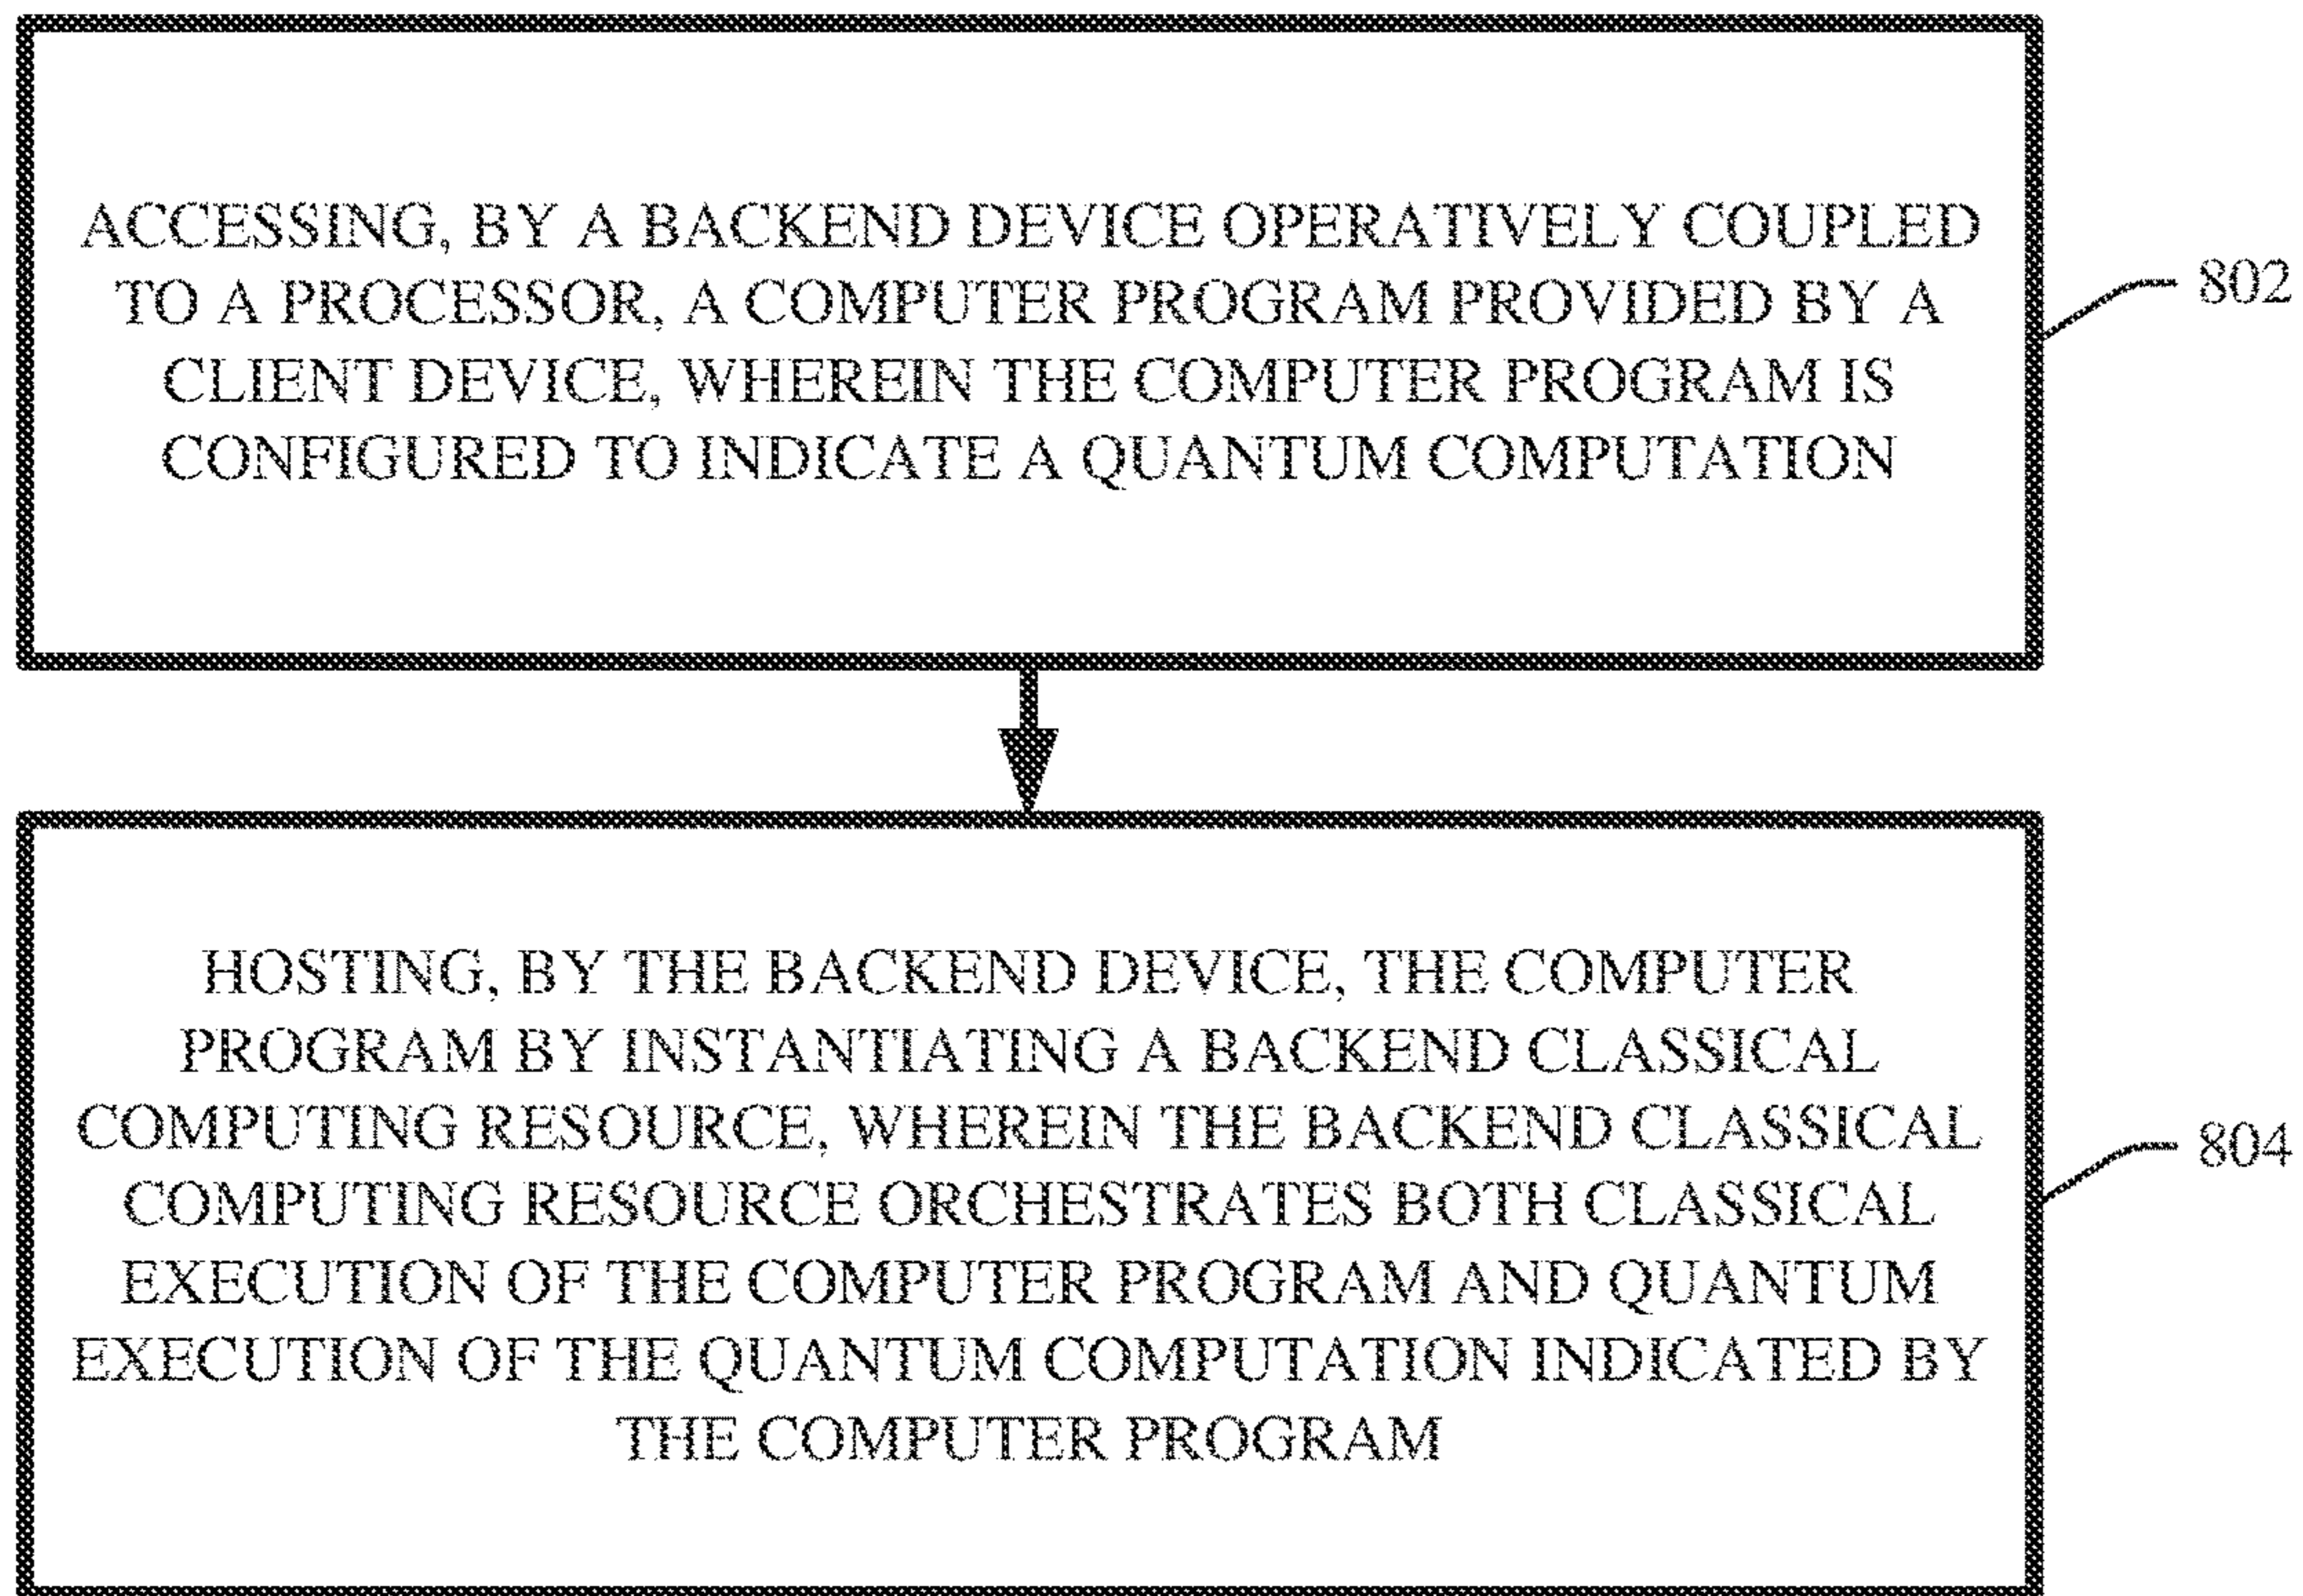 ACCESSING, BY A BACKEND DEVICE OPERATIVELY COUPLED
TO A PROCESSOR, A COMPUTER PROGRAM PROVIDED BY A
CLIENT DEVICE, WHEREIN THE COMPUTER PROGRAM IS
CONFIGURED TO INDICATE A QUANTUM COMPUTATION
802
HOSTING, BY THE BACKEND DEVICE, THE COMPUTER
PROGRAM BY INSTANTIATING A BACKEND CLASSICAL
COMPUTING RESOURCE, WHEREIN THE BACKEND CLASSICAL
COMPUTING RESOURCE ORCHESTRATES BOTH CLASSICAL
EXECUTION OF THE COMPUTER PROGRAM AND QUANTUM
EXECUTION OF THE QUANTUM COMPUTATION INDICATED BY
THE COMPUTER PROGRAM
804